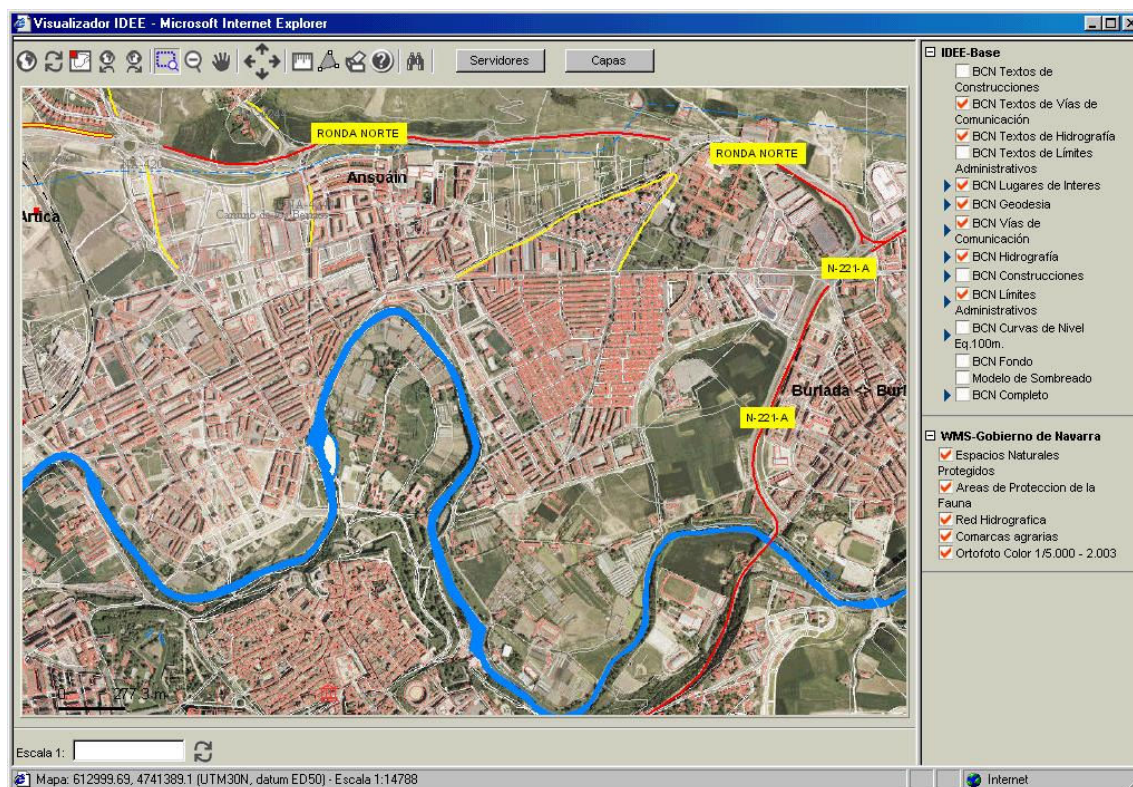 Visualizador IDEE - Microsoft Internet Explorer
Servidores
Capas
RONDA NORTE
RONDA NORTE
Ansoáin
Artica
N-221-A
Burlada <> Burl
N-221-A
0 277.3 m
Escala 1:
Mapa: 612999.69, 4741389.1 (UTM30N, datum ED50) - Escala 1:14788
Internet
IDEE-Base
BCN Textos de
Construcciones
BCN Textos de Vías de
Comunicación
BCN Textos de Hidrografía
BCN Textos de Límites
Administrativos
BCN Lugares de Interes
BCN Geodesia
BCN Vías de
Comunicación
BCN Hidrografía
BCN Construcciones
BCN Límites
Administrativos
BCN Curvas de Nivel
Eq.100m.
BCN Fondo
Modelo de Sombreado
BCN Completo
WMS-Gobierno de Navarra
Espacios Naturales
Protegidos
Areas de Proteccion de la
Fauna
Red Hidrografica
Comarcas agrarias
Ortofoto Color 1/5.000 - 2.003